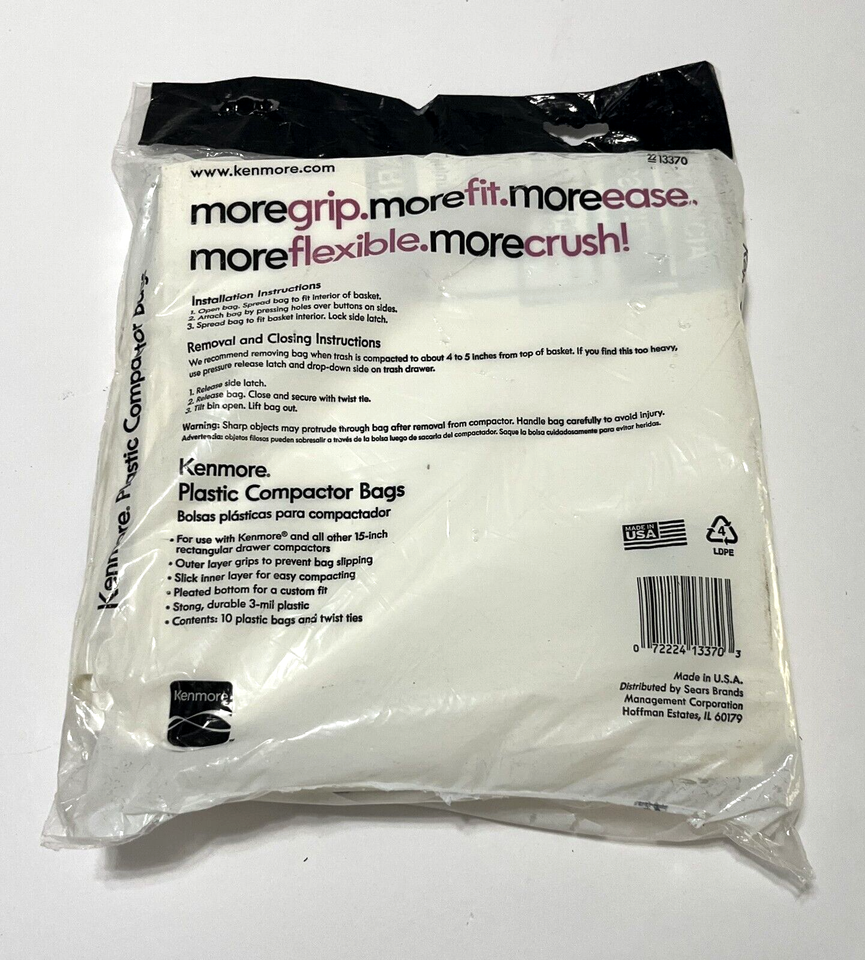 22 13370
www.kenmore.com
moregrip.morefit.moreease.
moreflexible.morecrush!
Installation Instructions
1. Open bag. Spread bag to fit interior of basket.
2. Attach bag by pressing holes over buttons on sides.
3. Spread bag to fit basket interior. Lock side latch.
Removal and Closing Instructions
We recommend removing bag when trash is compacted to about 4 to 5 inches from top of basket. If you find this too heavy,
use pressure release latch and drop-down side on trash drawer.
1. Release side latch.
2. Release bag. Close and secure with twist tie.
3. Tilt bin open. Lift bag out.
Warning: Sharp objects may protrude through bag after removal from compactor. Handle bag carefully to avoid injury.
Advertencia: objetos filosos pueden sobresalir a través de la bolsa luego de sacarla del compactador. Saque la bolsa cuidadosamente para evitar heridas.
Kenmore.
Plastic Compactor Bags
Bolsas plásticas para compactador
• For use with Kenmore® and all other 15-inch
rectangular drawer compactors
• Outer layer grips to prevent bag slipping
• Slick inner layer for easy compacting
• Pleated bottom for a custom fit
• Stong, durable 3-mil plastic
• Contents: 10 plastic bags and twist ties
MADE IN
USA
4
LDPE
0 72224 13370 3
Made in U.S.A.
Distributed by Sears Brands
Management Corporation
Hoffman Estates, IL 60179
Kenmore
Kenmore. Plastic Compactor Bags